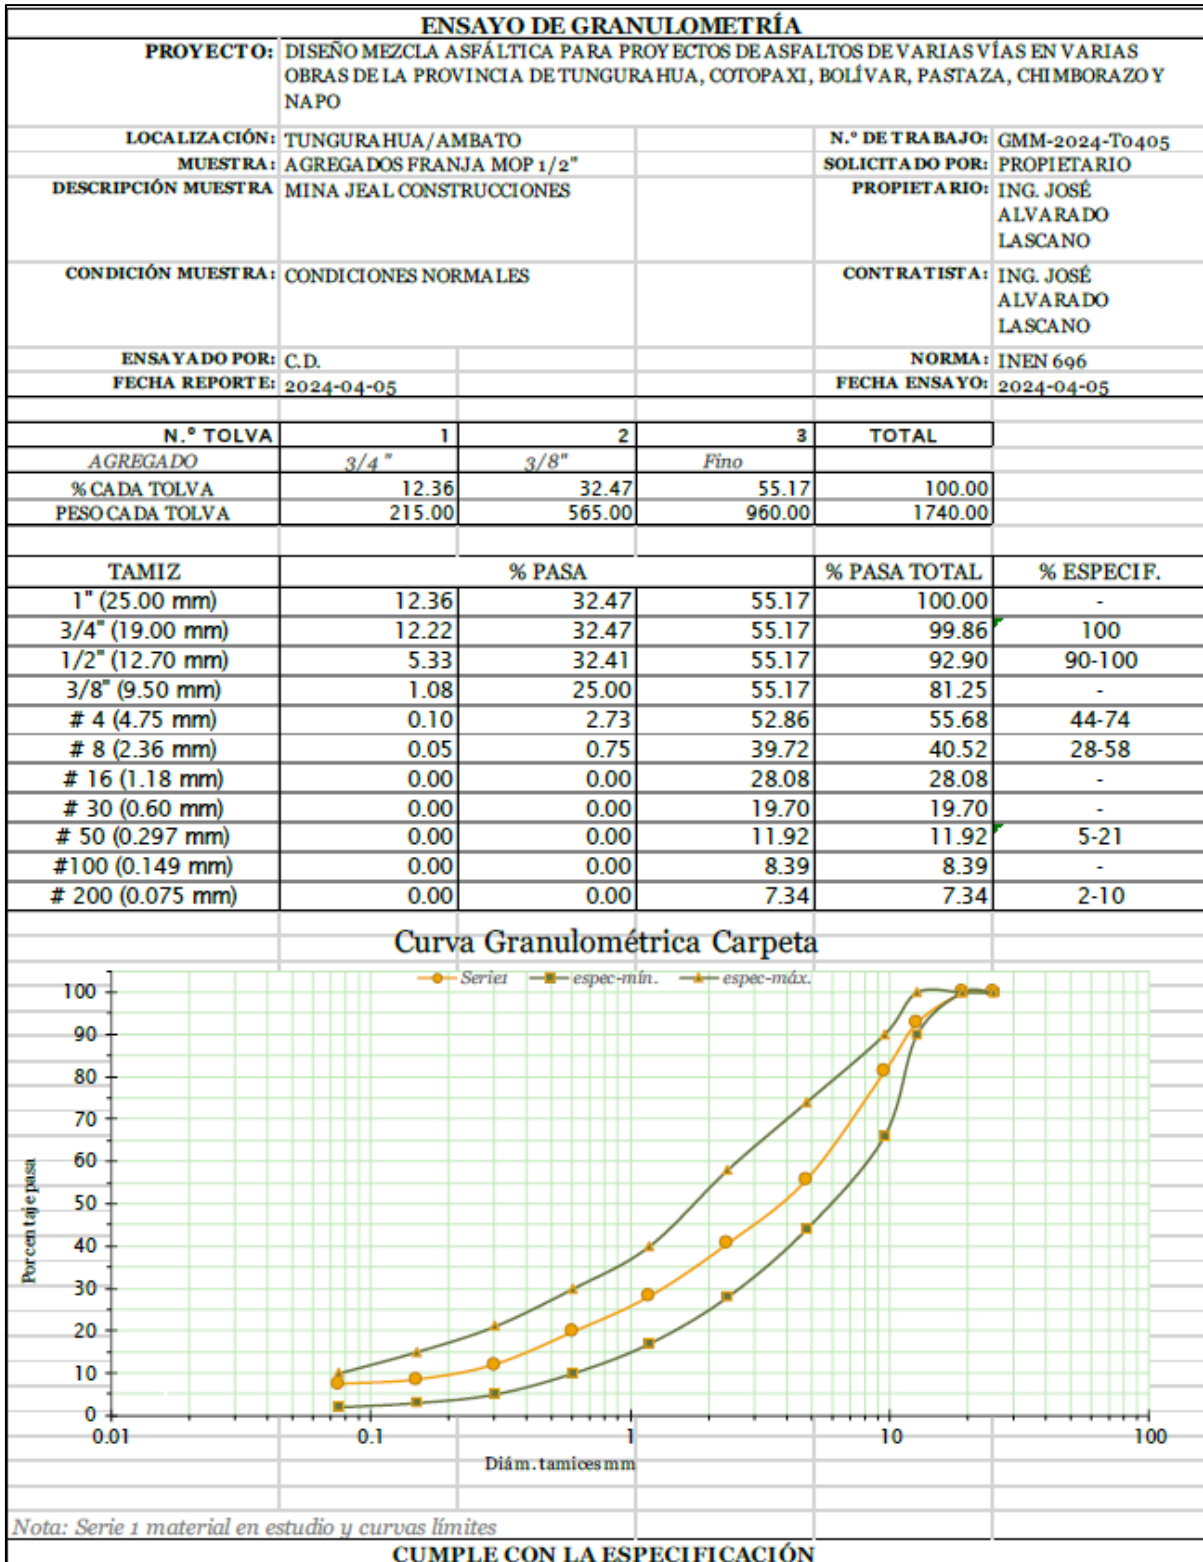 ENSAYO DE GRANULOMETRÍA
PROYECTO: DISEÑO MEZCLA ASFÁLTICA PARA PROYECTOS DE ASFALTOS DE VARIAS VÍAS EN VARIAS
OBRAS DE LA PROVINCIA DE TUNGURAHUA, COTOPAXI, BOLÍVAR, PASTAZA, CHIMBORAZO Y
NAPO
LOCALIZACIÓN: TUNGURAHUA/AMBATO N.º DE TRABAJO: GMM-2024-T0405
MUESTRA: AGREGADOS FRANJA MOP 1/2" SOLICITADO POR: PROPIETARIO
DESCRIPCIÓN MUESTRA MINA JEAL CONSTRUCCIONES PROPIETARIO: ING. JOSÉ
ALVARADO
LASCANO
CONDICIÓN MUESTRA: CONDICIONES NORMALES CONTRATISTA: ING. JOSÉ
ALVARADO
LASCANO
ENSAYADO POR: C.D. NORMA: INEN 696
FECHA REPORTE: 2024-04-05 FECHA ENSAYO: 2024-04-05
N.º TOLVA 1 2 3 TOTAL
AGREGADO 3/4 " 3/8" Fino
% CADA TOLVA 12.36 32.47 55.17 100.00
PESO CADA TOLVA 215.00 565.00 960.00 1740.00
TAMIZ % PASA % PASA TOTAL % ESPECIF.
1" (25.00 mm) 12.36 32.47 55.17 100.00 -
3/4" (19.00 mm) 12.22 32.47 55.17 99.86 100
1/2" (12.70 mm) 5.33 32.41 55.17 92.90 90-100
3/8" (9.50 mm) 1.08 25.00 55.17 81.25 -
# 4 (4.75 mm) 0.10 2.73 52.86 55.68 44-74
# 8 (2.36 mm) 0.05 0.75 39.72 40.52 28-58
# 16 (1.18 mm) 0.00 0.00 28.08 28.08 -
# 30 (0.60 mm) 0.00 0.00 19.70 19.70 -
# 50 (0.297 mm) 0.00 0.00 11.92 11.92 5-21
#100 (0.149 mm) 0.00 0.00 8.39 8.39 -
# 200 (0.075 mm) 0.00 0.00 7.34 7.34 2-10
Curva Granulométrica Carpeta
Serie1 espec-mín. espec-máx.
100
90
80
70
60
50
40
30
20
10
0
Porcentaje pasa
0.01 0.1 1 10 100
Diám. tamices mm
Nota: Serie 1 material en estudio y curvas límites
CUMPLE CON LA ESPECIFICACIÓN